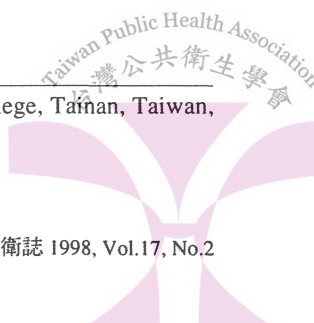 Taiwan Public Health Association
台灣公共衛生學會
lege, Tainan, Taiwan,
衛誌 1998, Vol.17, No.2